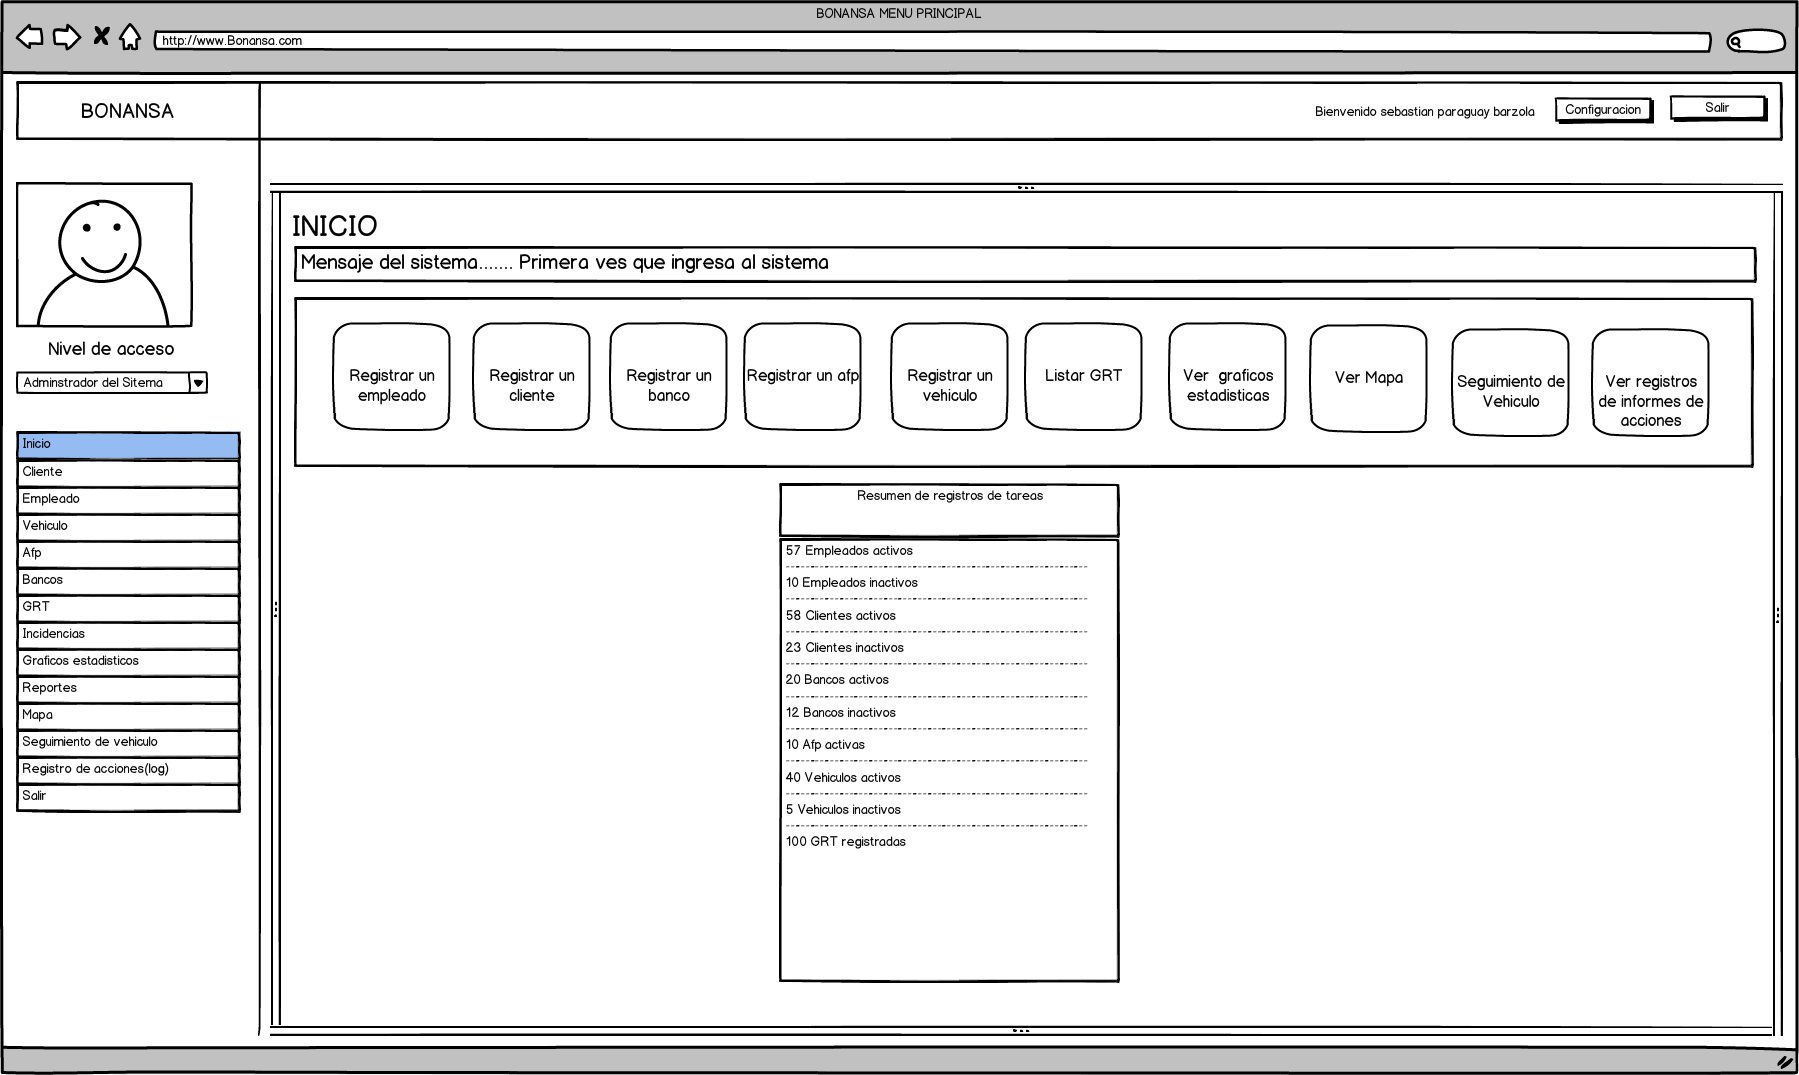 BONANSA MENU PRINCIPAL
http://www.Bonansa.com
BONANSA
Bienvenido sebastian paraguay barzola
Configuracion
Salir
Nivel de acceso
Adminstrador del Sitema
Inicio
Cliente
Empleado
Vehiculo
Afp
Bancos
GRT
Incidencias
Graficos estadisticos
Reportes
Mapa
Seguimiento de vehiculo
Registro de acciones(log)
Salir
INICIO
Mensaje del sistema....... Primera ves que ingresa al sistema
Registrar un
empleado
Registrar un
cliente
Registrar un
banco
Registrar un afp
Registrar un
vehiculo
Listar GRT
Ver graficos
estadisticas
Ver Mapa
Seguimiento de
Vehiculo
Ver registros
de informes de
acciones
Resumen de registros de tareas
57 Empleados activos
10 Empleados inactivos
58 Clientes activos
23 Clientes inactivos
20 Bancos activos
12 Bancos inactivos
10 Afp activas
40 Vehiculos activos
5 Vehiculos inactivos
100 GRT registradas